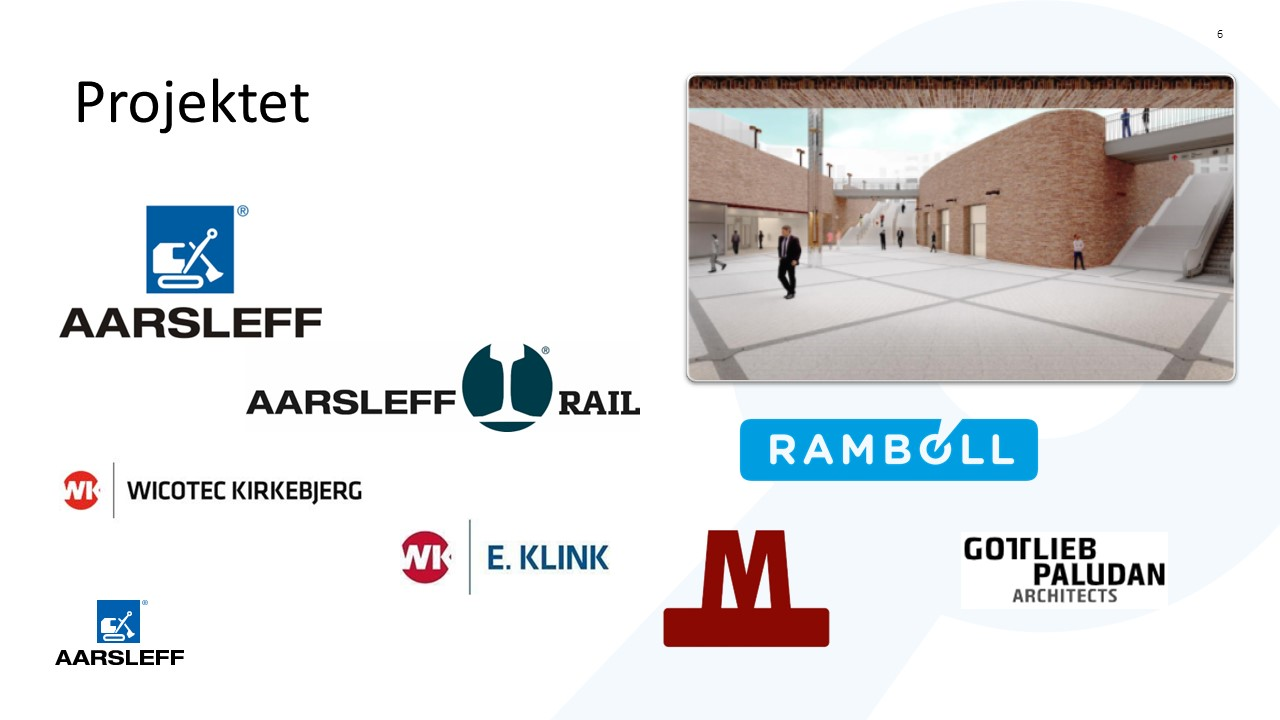 6
Projektet
®
AARSLEFF
AARSLEFF ® RAIL
RAMBOLL
WK WICOTEC KIRKEBJERG
WK E. KLINK
M
GOTTLIEB
PALUDAN
ARCHITECTS
®
AARSLEFF